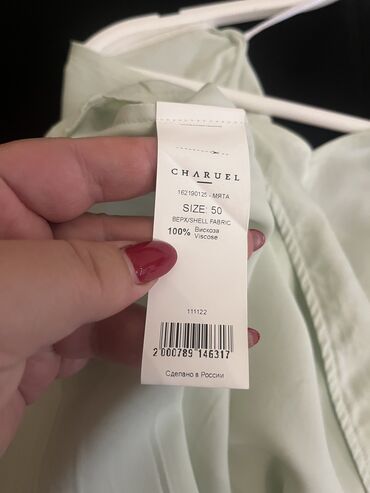 CHARUEL
162190125 - МЯТА
SIZE: 50
ВЕРХ/SHELL FABRIC
100% Вискоза
Viscose
111122
2 000789 146317
Сделано в России